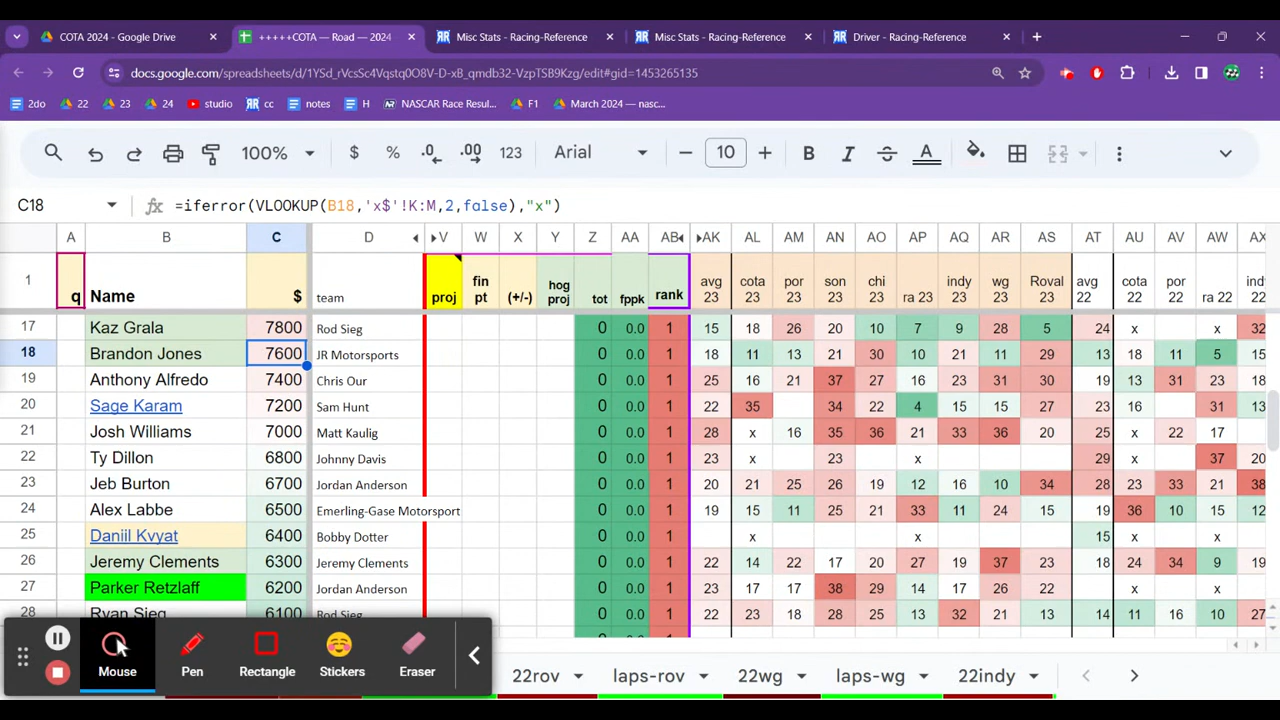 COTA 2024 - Google Drive
+++++COTA — Road — 2024
Misc Stats - Racing-Reference
Misc Stats - Racing-Reference
Driver - Racing-Reference
docs.google.com/spreadsheets/d/1YSd_rVcsSc4Vqstq0O8V-D-xB_qmdb32-VzpTSB9Kzg/edit#gid=1453265135
2do 22 23 24 studio cc notes H NASCAR Race Resul... F1 March 2024 — nasc...
100% $ % .0 .00 123 Arial 10 B I S A
C18 fx =iferror(VLOOKUP(B18,'x$'!K:M,2,false),"x")
A B C D V W X Y Z AA AB AK AL AM AN AO AP AQ AR AS AT AU AV AW AX
1 q Name $ team proj fin pt (+/-) hog proj tot fppk rank avg 23 cota 23 por 23 son 23 chi 23 ra 23 indy 23 wg 23 Roval 23 avg 22 cota 22 por 22 ra 22 ind 22
17 Kaz Grala 7800 Rod Sieg 0 0.0 1 15 18 26 20 10 7 9 28 5 24 x x 32
18 Brandon Jones 7600 JR Motorsports 0 0.0 1 18 11 13 21 30 10 21 11 29 13 18 11 5 15
19 Anthony Alfredo 7400 Chris Our 0 0.0 1 25 16 21 37 27 16 23 31 30 19 13 31 23 18
20 Sage Karam 7200 Sam Hunt 0 0.0 1 22 35 34 22 4 15 15 27 23 16 31 13
21 Josh Williams 7000 Matt Kaulig 0 0.0 1 28 x 16 35 36 21 33 36 20 25 x 22 17
22 Ty Dillon 6800 Johnny Davis 0 0.0 1 23 x 23 x 29 x 37 20
23 Jeb Burton 6700 Jordan Anderson 0 0.0 1 20 21 25 26 19 12 16 10 34 28 23 33 21 38
24 Alex Labbe 6500 Emerling-Gase Motorsport 0 0.0 1 19 15 11 25 21 33 11 24 15 19 36 10 15 12
25 Daniil Kvyat 6400 Bobby Dotter 0 0.0 1 x x 15 x x
26 Jeremy Clements 6300 Jeremy Clements 0 0.0 1 22 14 22 17 20 27 19 37 23 22 24 34 9 19
27 Parker Retzlaff 6200 Jordan Anderson 0 0.0 1 23 17 17 38 29 14 17 26 22 x x
28 Ryan Sieg 6100 Rod Sieg 0 0.0 1 22 23 18 28 25 13 32 21 13 14 11 16 10 27
Mouse Pen Rectangle Stickers Eraser
22rov laps-rov 22wg laps-wg 22indy